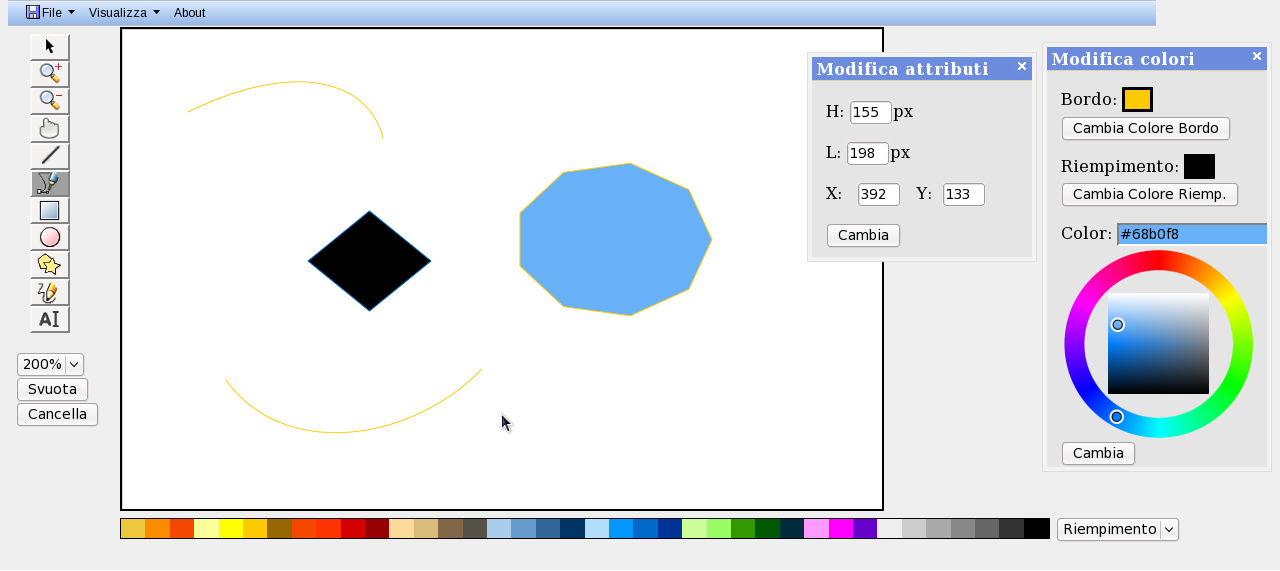 File Visualizza About
Modifica attributi
H: 155 px
L: 198 px
X: 392 Y: 133
Cambia
Modifica colori
Bordo:
Cambia Colore Bordo
Riempimento:
Cambia Colore Riemp.
Color: #68b0f8
Cambia
AI
200%
Svuota
Cancella
Riempimento